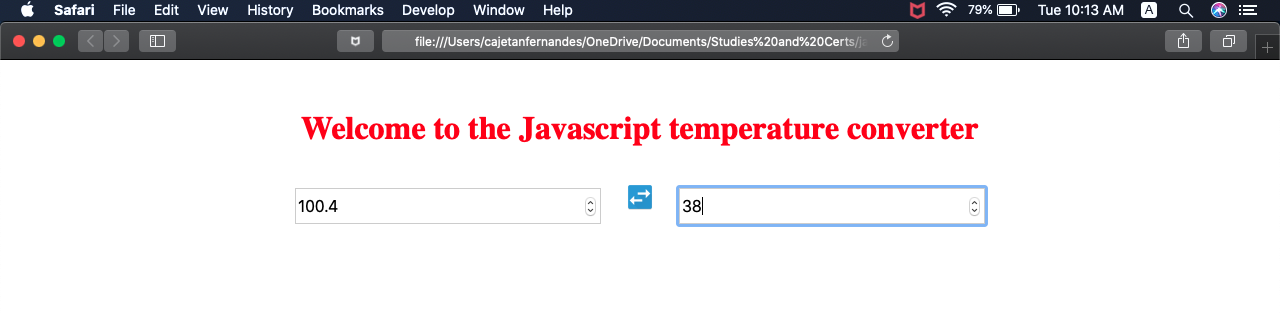 Safari File Edit View History Bookmarks Develop Window Help 79% Tue 10:13 AM A
file:///Users/cajetanfernandes/OneDrive/Documents/Studies%20and%20Certs/
Welcome to the Javascript temperature converter
100.4 38